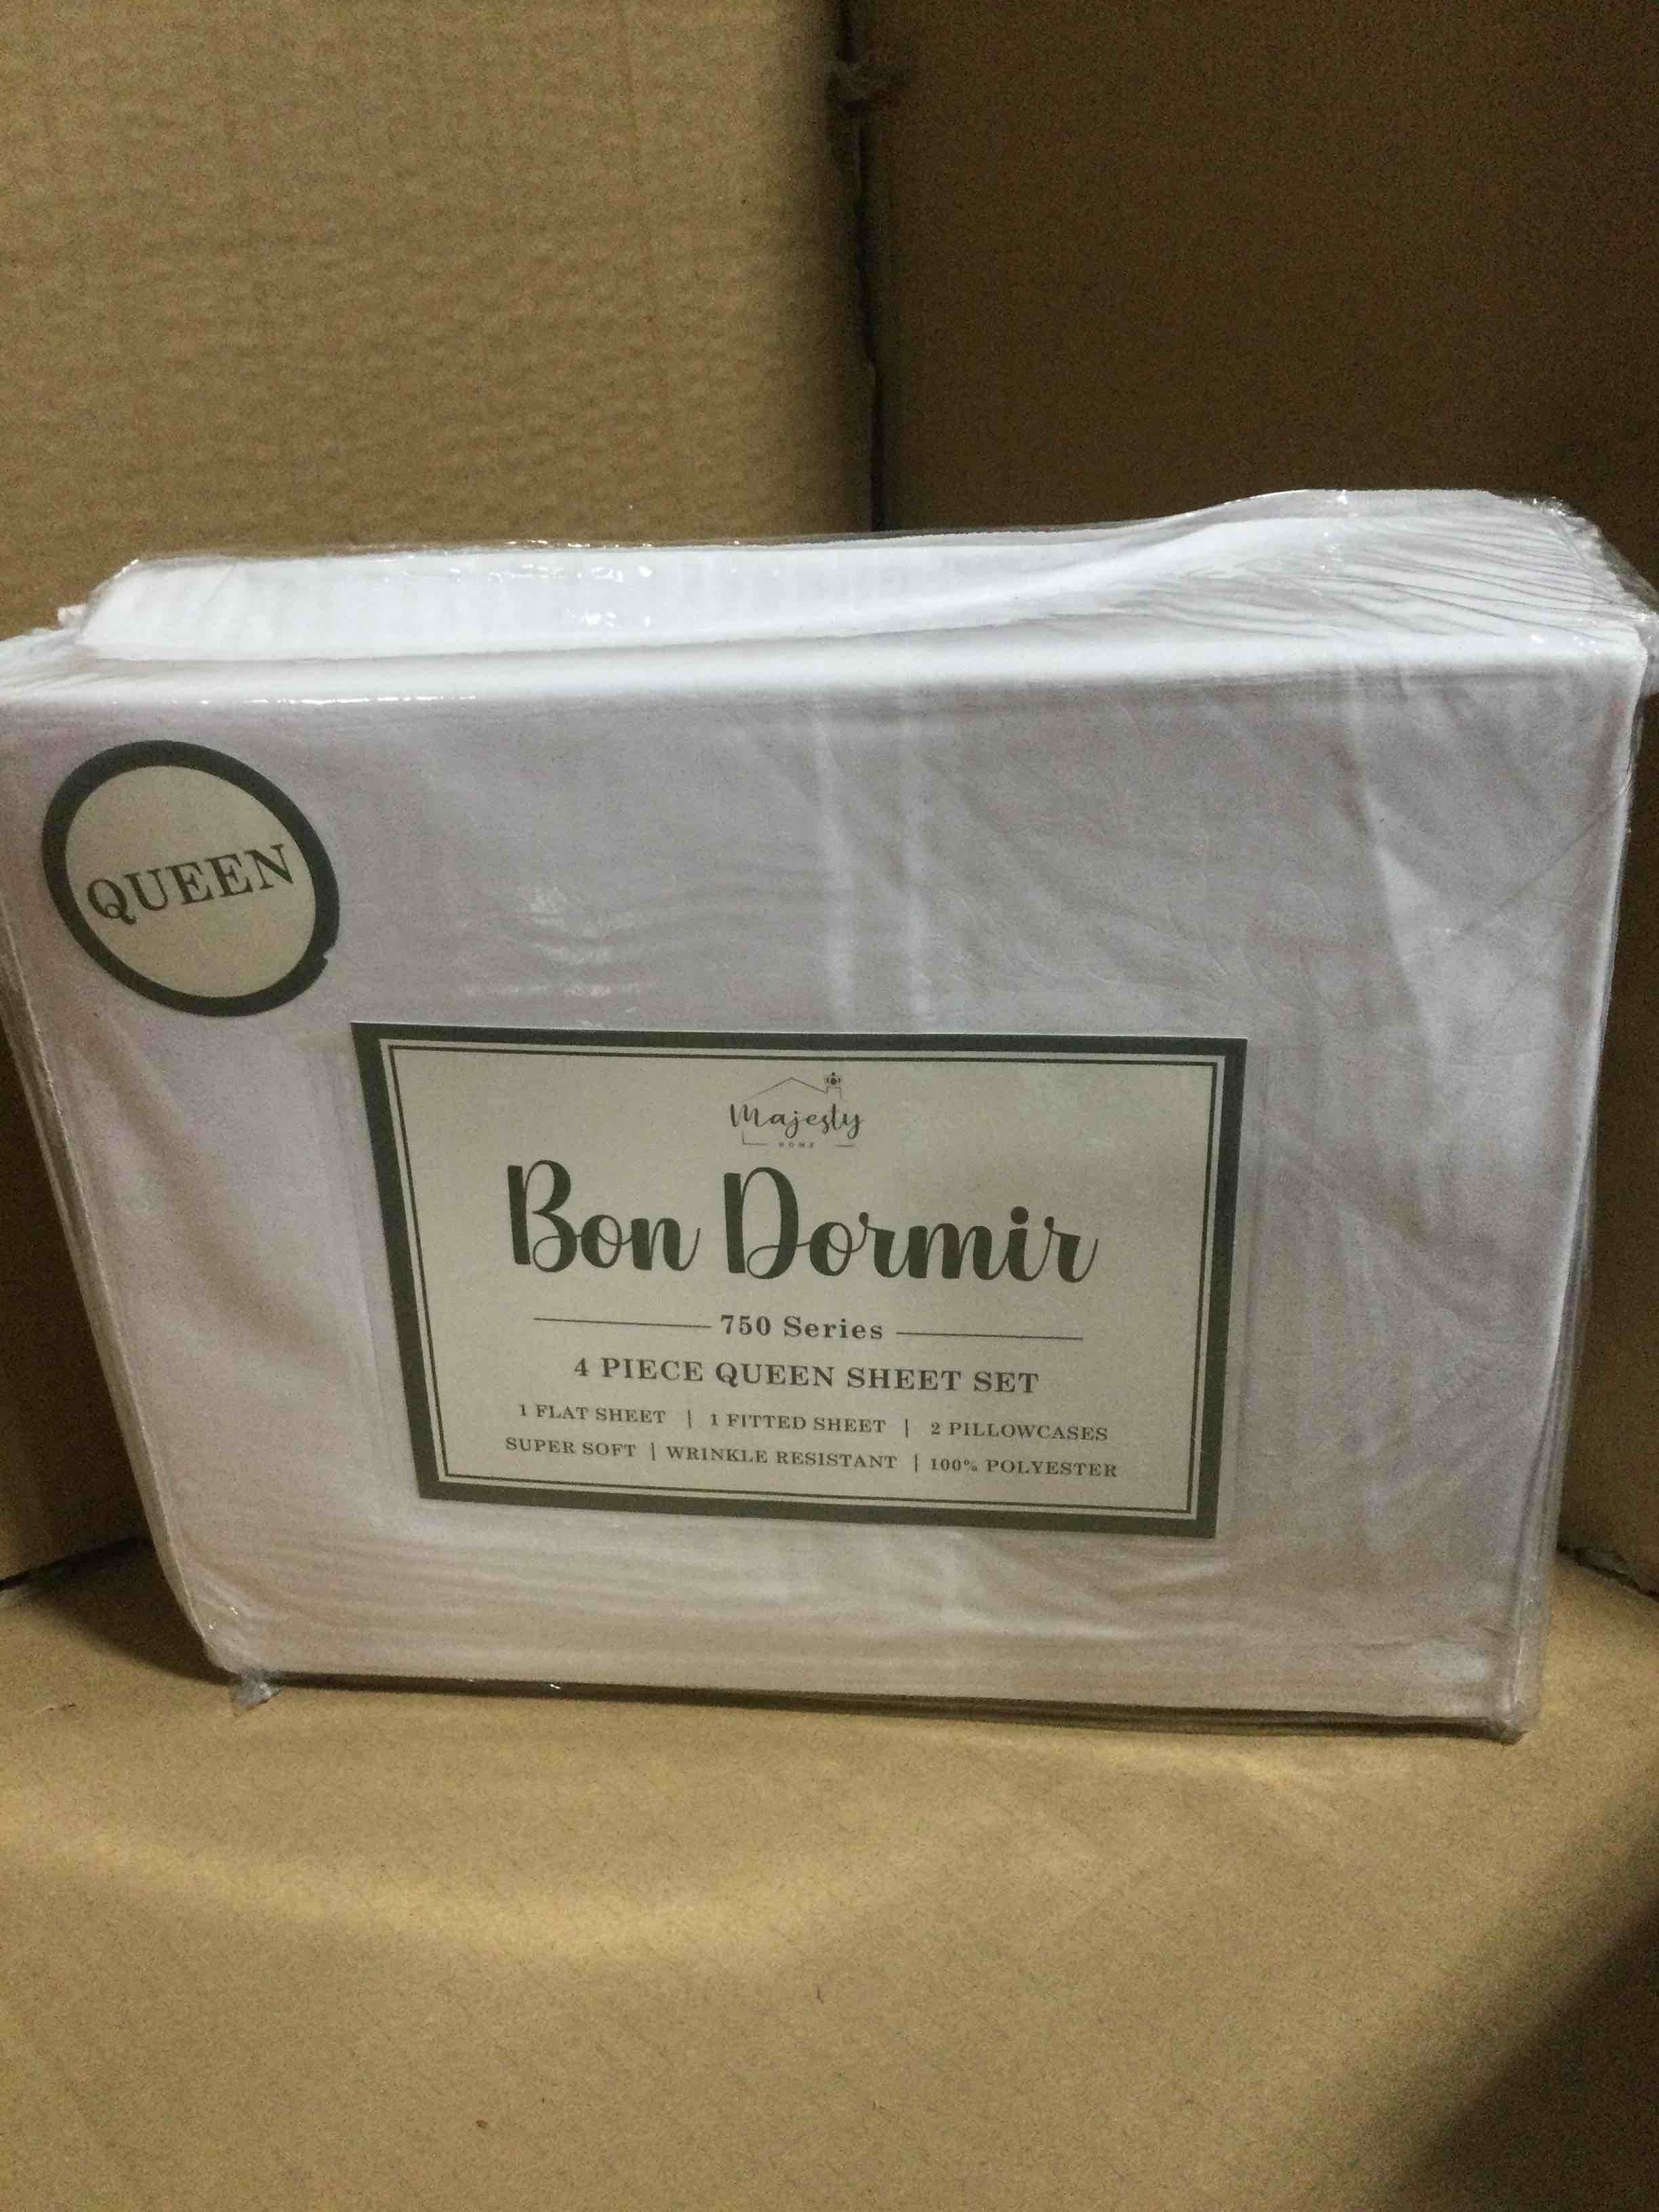 QUEEN
Majesty
HOME
Bon Dormir
750 Series
4 PIECE QUEEN SHEET SET
1 FLAT SHEET | 1 FITTED SHEET | 2 PILLOWCASES
SUPER SOFT | WRINKLE RESISTANT | 100% POLYESTER